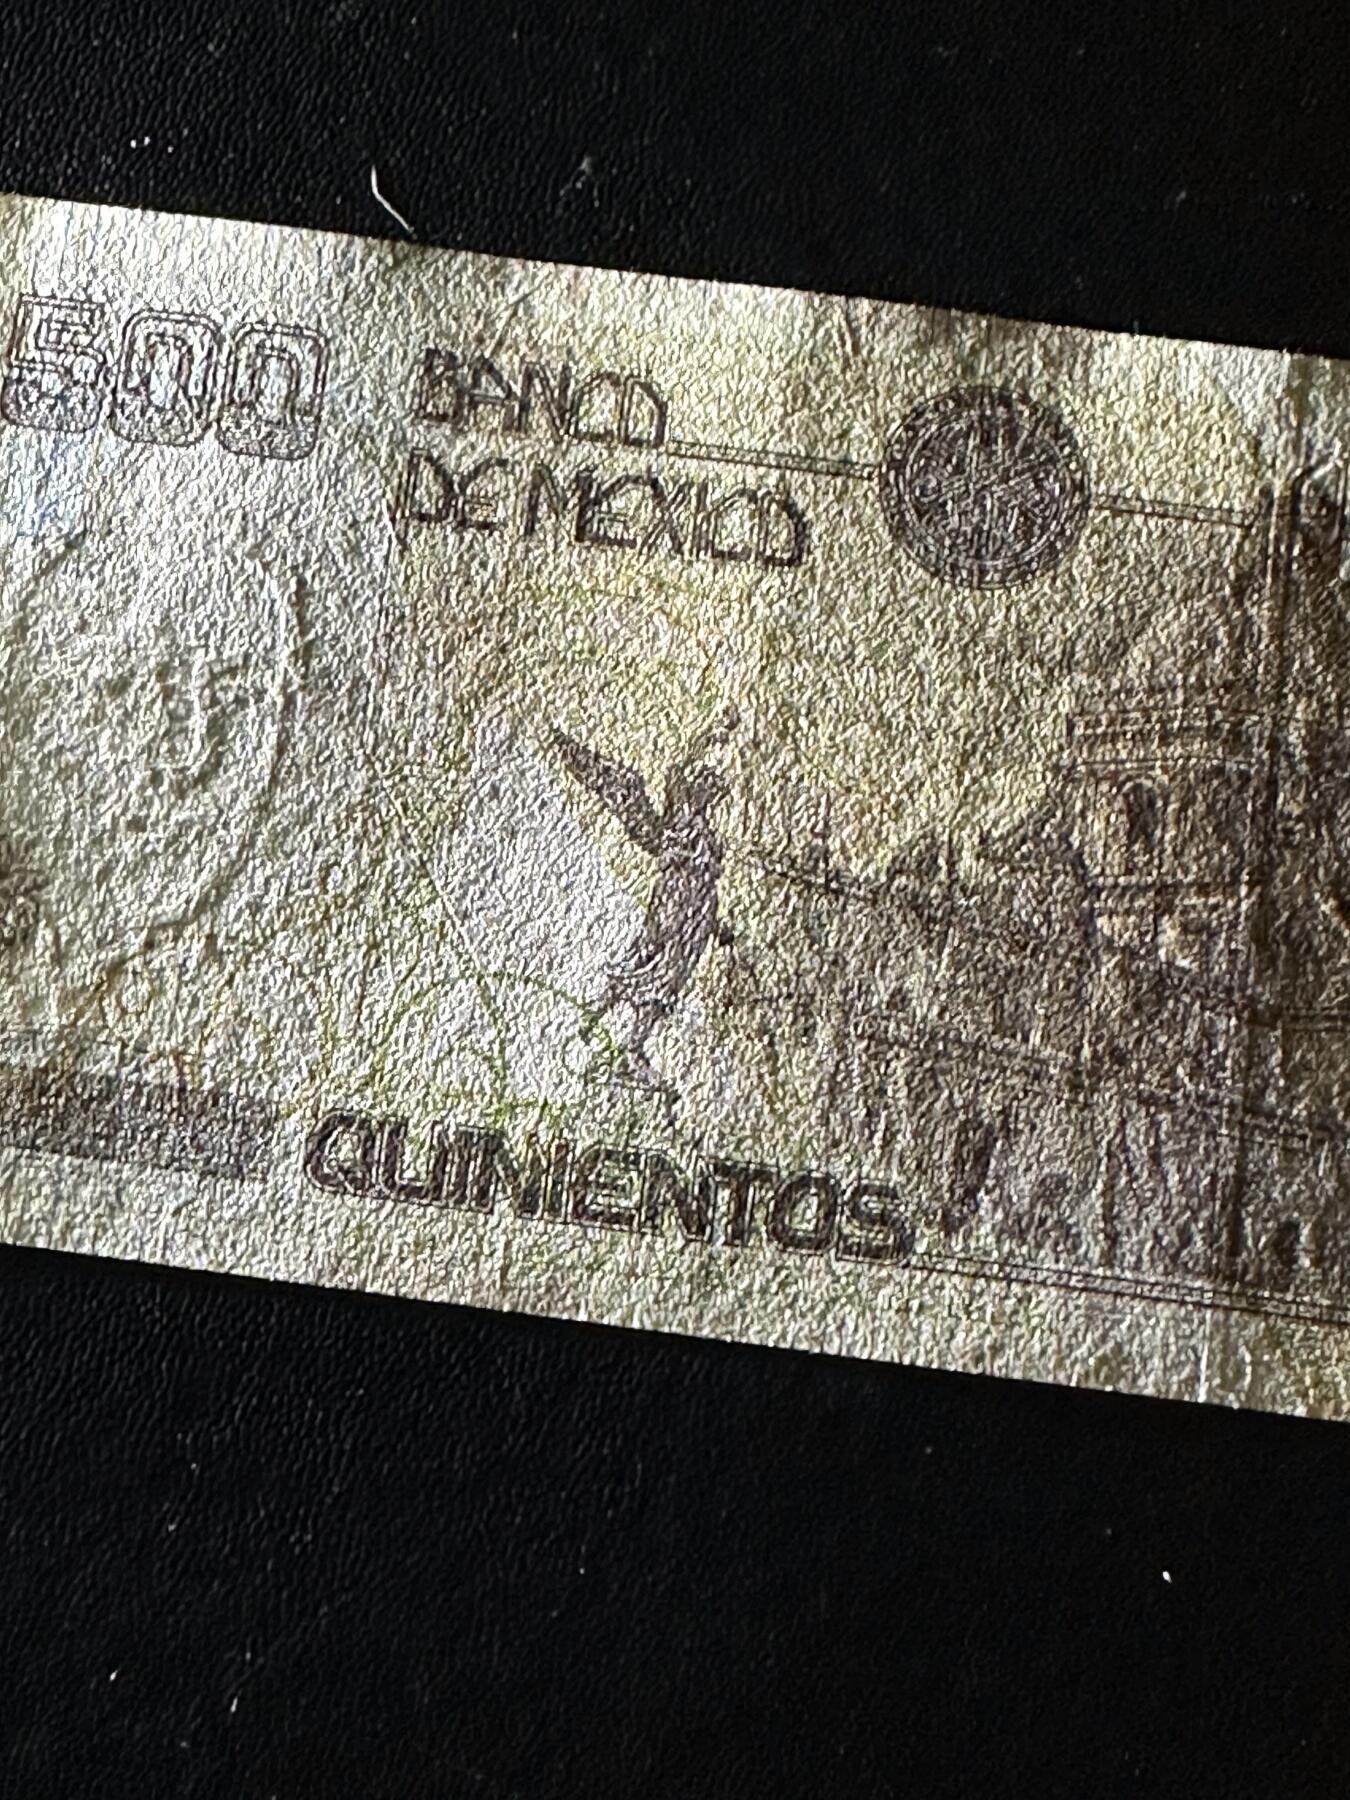 500
BANCO
DE MEXICO
QUINIENTOS